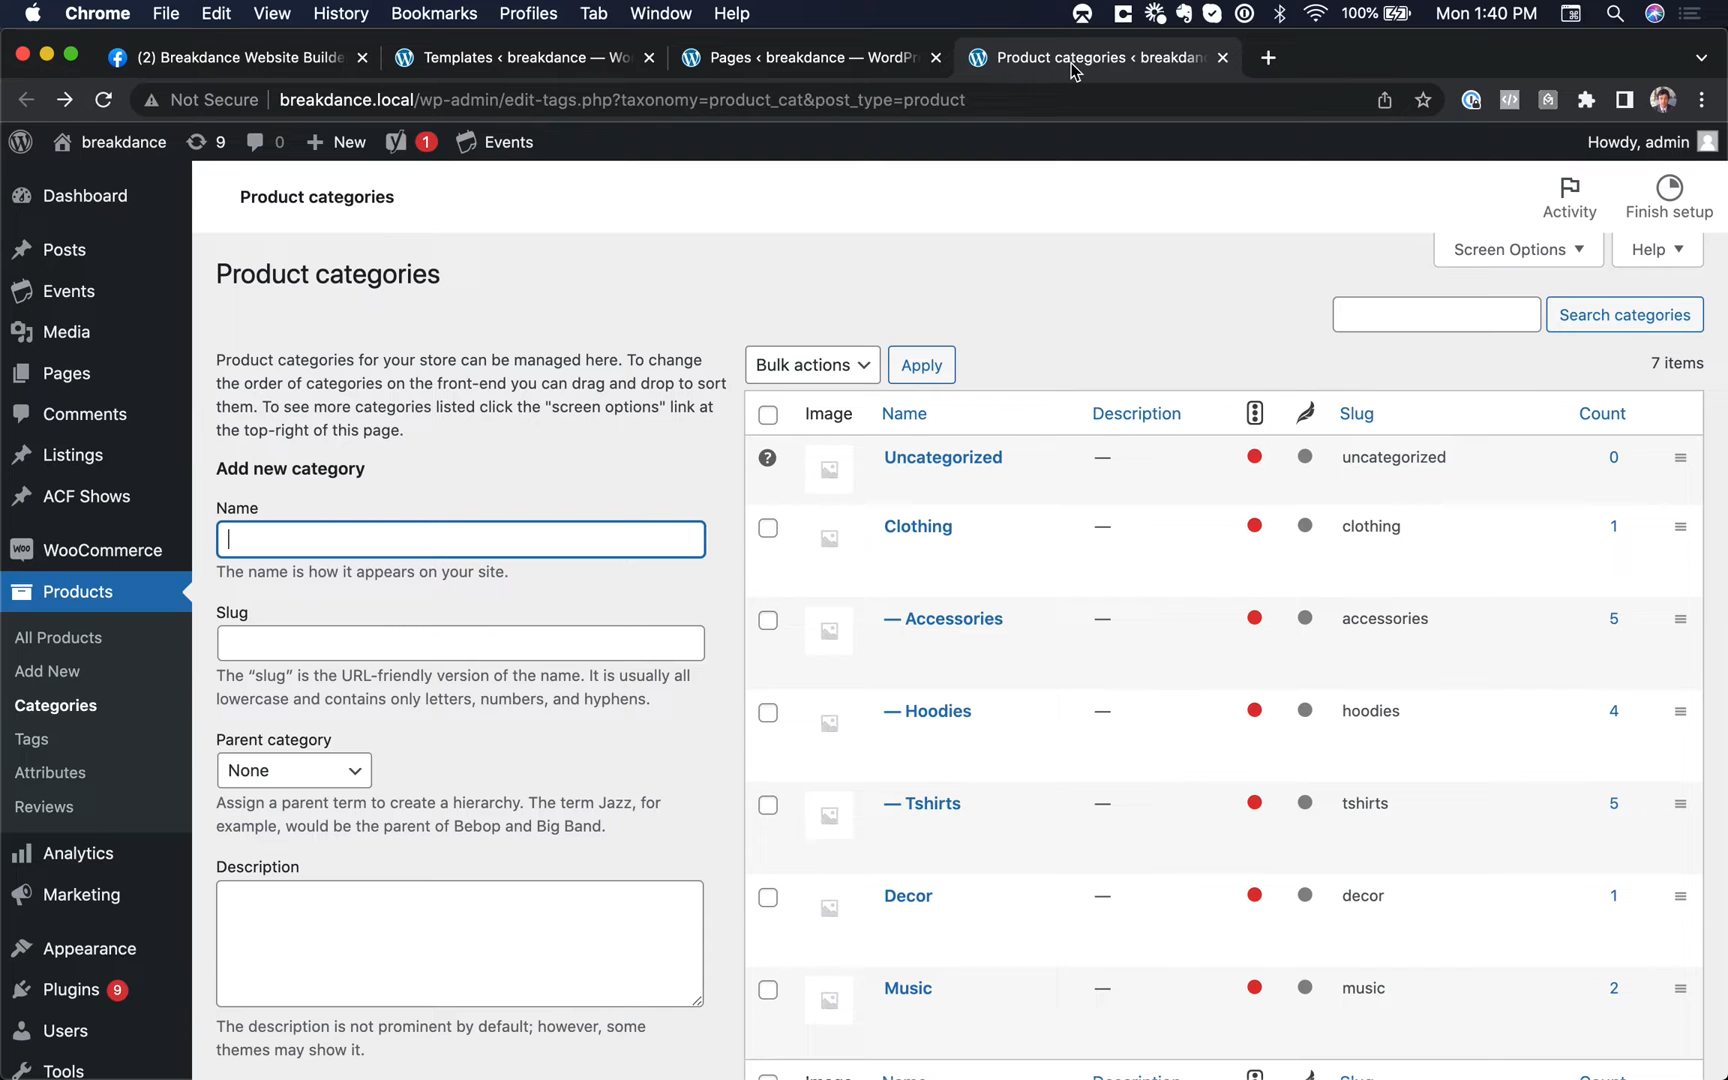 Chrome File Edit View History Bookmarks Profiles Tab Window Help 100% Mon 1:40 PM
(2) Breakdance Website Builde Templates ‹ breakdance — Wo Pages ‹ breakdance — WordPr Product categories ‹ breakdan
Not Secure breakdance.local/wp-admin/edit-tags.php?taxonomy=product_cat&post_type=product
breakdance 9 0 New 1 Events Howdy, admin
Dashboard
Posts
Events
Media
Pages
Comments
Listings
ACF Shows
WooCommerce
Products
All Products
Add New
Categories
Tags
Attributes
Reviews
Analytics
Marketing
Appearance
Plugins 9
Users
Tools
Product categories
Activity
Finish setup
Screen Options
Help
Product categories
Search categories
Product categories for your store can be managed here. To change
the order of categories on the front-end you can drag and drop to sort
them. To see more categories listed click the "screen options" link at
the top-right of this page.
Add new category
Name
The name is how it appears on your site.
Slug
The “slug” is the URL-friendly version of the name. It is usually all
lowercase and contains only letters, numbers, and hyphens.
Parent category
None
Assign a parent term to create a hierarchy. The term Jazz, for
example, would be the parent of Bebop and Big Band.
Description
The description is not prominent by default; however, some
themes may show it.
Bulk actions Apply 7 items
Image Name Description Slug Count
Uncategorized — uncategorized 0
Clothing — clothing 1
— Accessories — accessories 5
— Hoodies — hoodies 4
— Tshirts — tshirts 5
Decor — decor 1
Music — music 2
Image Name Description Slug Count